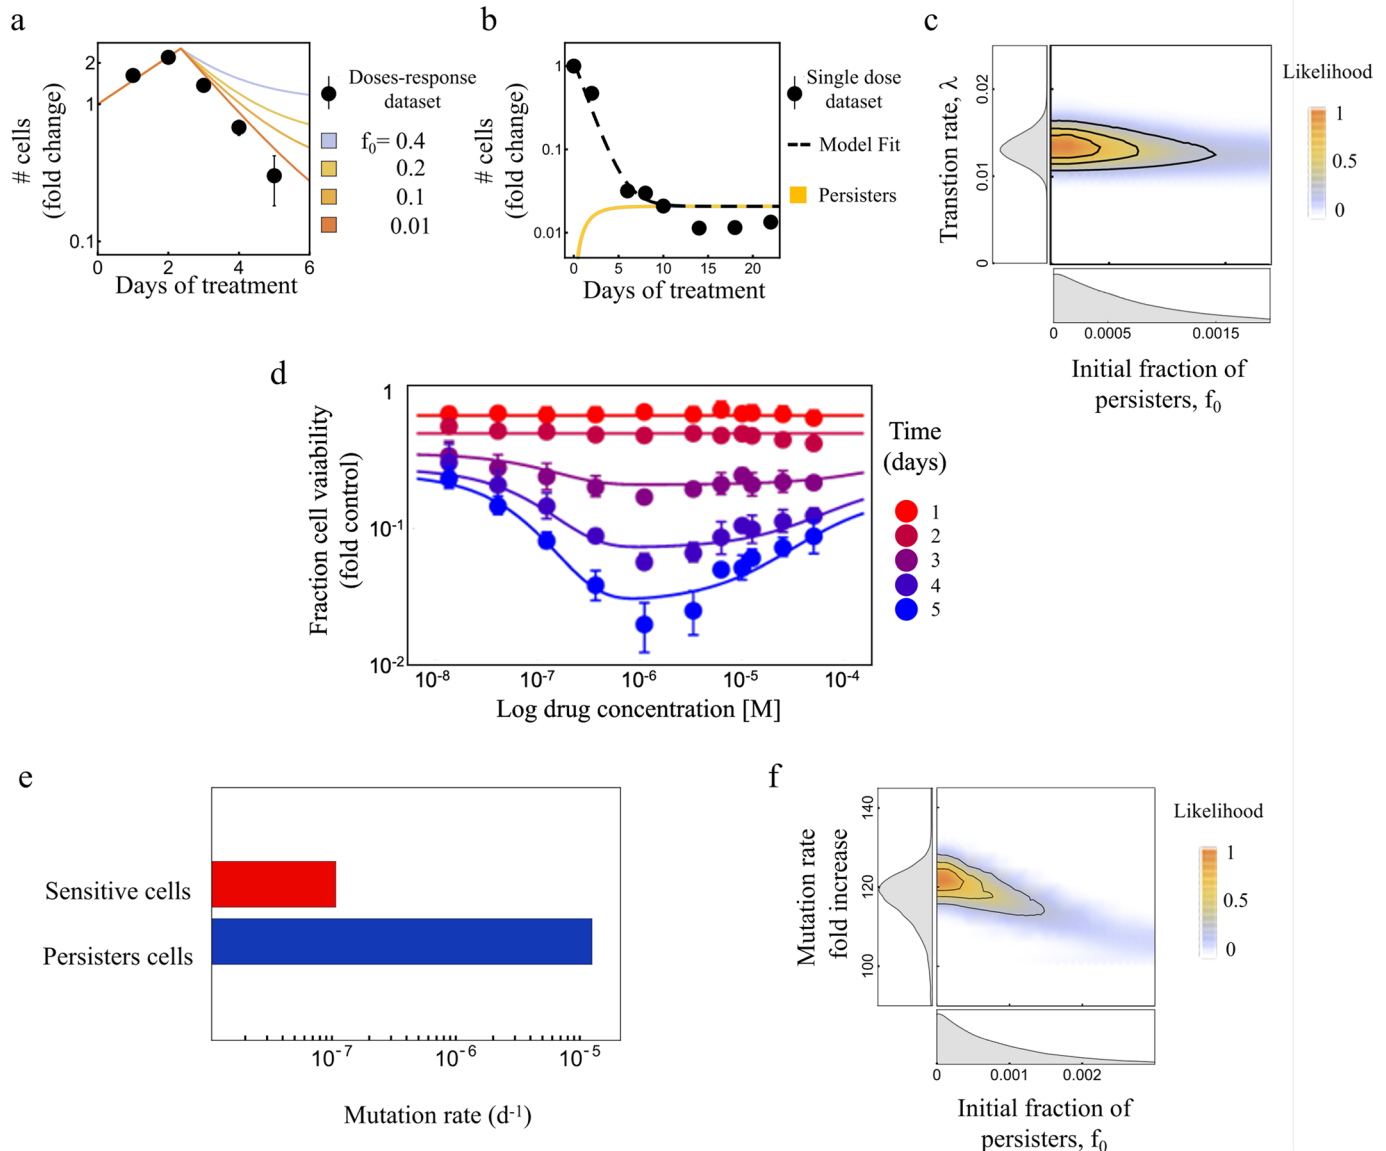 a
# cells
(fold change)
2
1
0.1
0
2
4
6
Days of treatment
Doses-response
dataset
f0= 0.4
0.2
0.1
0.01
b
# cells
(fold change)
1
0.1
0.01
0
5
10
15
20
Days of treatment
Single dose
dataset
Model Fit
Persisters
c
Transtion rate, λ
0.02
0.01
0
0
0.0005
0.0015
Initial fraction of
persisters, f0
Likelihood
1
0.5
0
d
Fraction cell vaiability
(fold control)
1
10-1
10-2
10-8
10-7
10-6
10-5
10-4
Log drug concentration [M]
Time
(days)
1
2
3
4
5
e
Sensitive cells
Persisters cells
10-7
10-6
10-5
Mutation rate (d-1)
f
Mutation rate
fold increase
140
120
100
0
0.001
0.002
Initial fraction of
persisters, f0
Likelihood
1
0.5
0